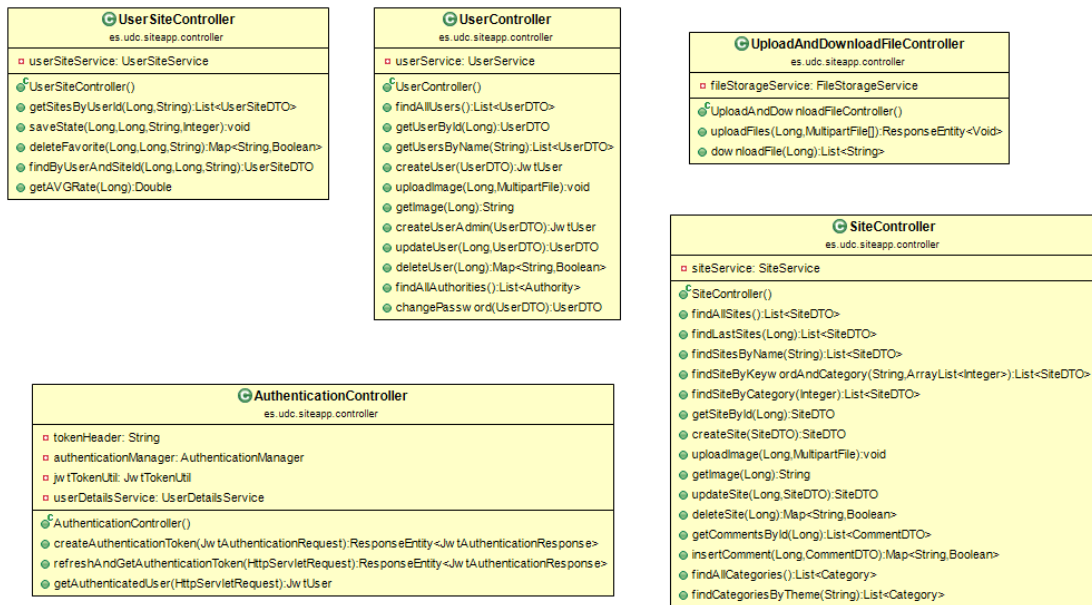 UserSiteController
es.udc.siteapp.controller
userSiteService: UserSiteService
UserSiteController()
getSitesByUserId(Long,String):List<UserSiteDTO>
saveState(Long,Long,String,Integer):void
deleteFavorite(Long,Long,String):Map<String,Boolean>
findByUserAndSiteId(Long,Long,String):UserSiteDTO
getAVGRate(Long):Double
UserController
es.udc.siteapp.controller
userService: UserService
UserController()
findAllUsers():List<UserDTO>
getUserById(Long):UserDTO
getUsersByName(String):List<UserDTO>
createUser(UserDTO):JwtUser
uploadImage(Long,MultipartFile):void
getImage(Long):String
createUserAdmin(UserDTO):JwtUser
updateUser(Long,UserDTO):UserDTO
deleteUser(Long):Map<String,Boolean>
findAllAuthorities():List<Authority>
changePassword(UserDTO):UserDTO
UploadAndDownloadFileController
es.udc.siteapp.controller
fileStorageService: FileStorageService
UploadAndDownloadFileController()
uploadFiles(Long,MultipartFile[]):ResponseEntity<Void>
downloadFile(Long):List<String>
AuthenticationController
es.udc.siteapp.controller
tokenHeader: String
authenticationManager: AuthenticationManager
jwtTokenUtil: JwtTokenUtil
userDetailsService: UserDetailsService
AuthenticationController()
createAuthenticationToken(JwtAuthenticationRequest):ResponseEntity<JwtAuthenticationResponse>
refreshAndGetAuthenticationToken(HttpServletRequest):ResponseEntity<JwtAuthenticationResponse>
getAuthenticatedUser(HttpServletRequest):JwtUser
SiteController
es.udc.siteapp.controller
siteService: SiteService
SiteController()
findAllSites():List<SiteDTO>
findLastSites(Long):List<SiteDTO>
findSitesByName(String):List<SiteDTO>
findSiteByKeywordAndCategory(String,ArrayList<Integer>):List<SiteDTO>
findSiteByCategory(Integer):List<SiteDTO>
getSiteById(Long):SiteDTO
createSite(SiteDTO):SiteDTO
uploadImage(Long,MultipartFile):void
getImage(Long):String
updateSite(Long,SiteDTO):SiteDTO
deleteSite(Long):Map<String,Boolean>
getCommentsById(Long):List<CommentDTO>
insertComment(Long,CommentDTO):Map<String,Boolean>
findAllCategories():List<Category>
findCategoriesByTheme(String):List<Category>